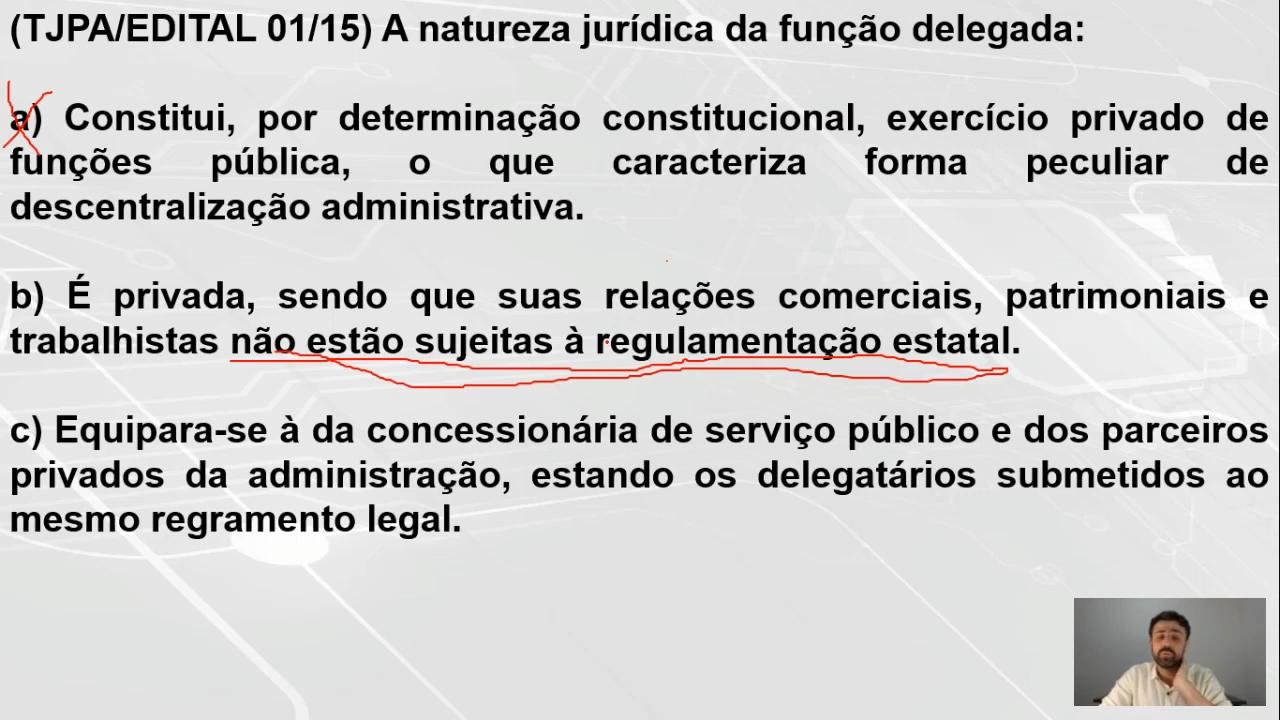 (TJPA/EDITAL 01/15) A natureza jurídica da função delegada:
a) Constitui, por determinação constitucional, exercício privado de
funções pública, o que caracteriza forma peculiar de
descentralização administrativa.
b) É privada, sendo que suas relações comerciais, patrimoniais e
trabalhistas não estão sujeitas à regulamentação estatal.
c) Equipara-se à da concessionária de serviço público e dos parceiros
privados da administração, estando os delegatários submetidos ao
mesmo regramento legal.